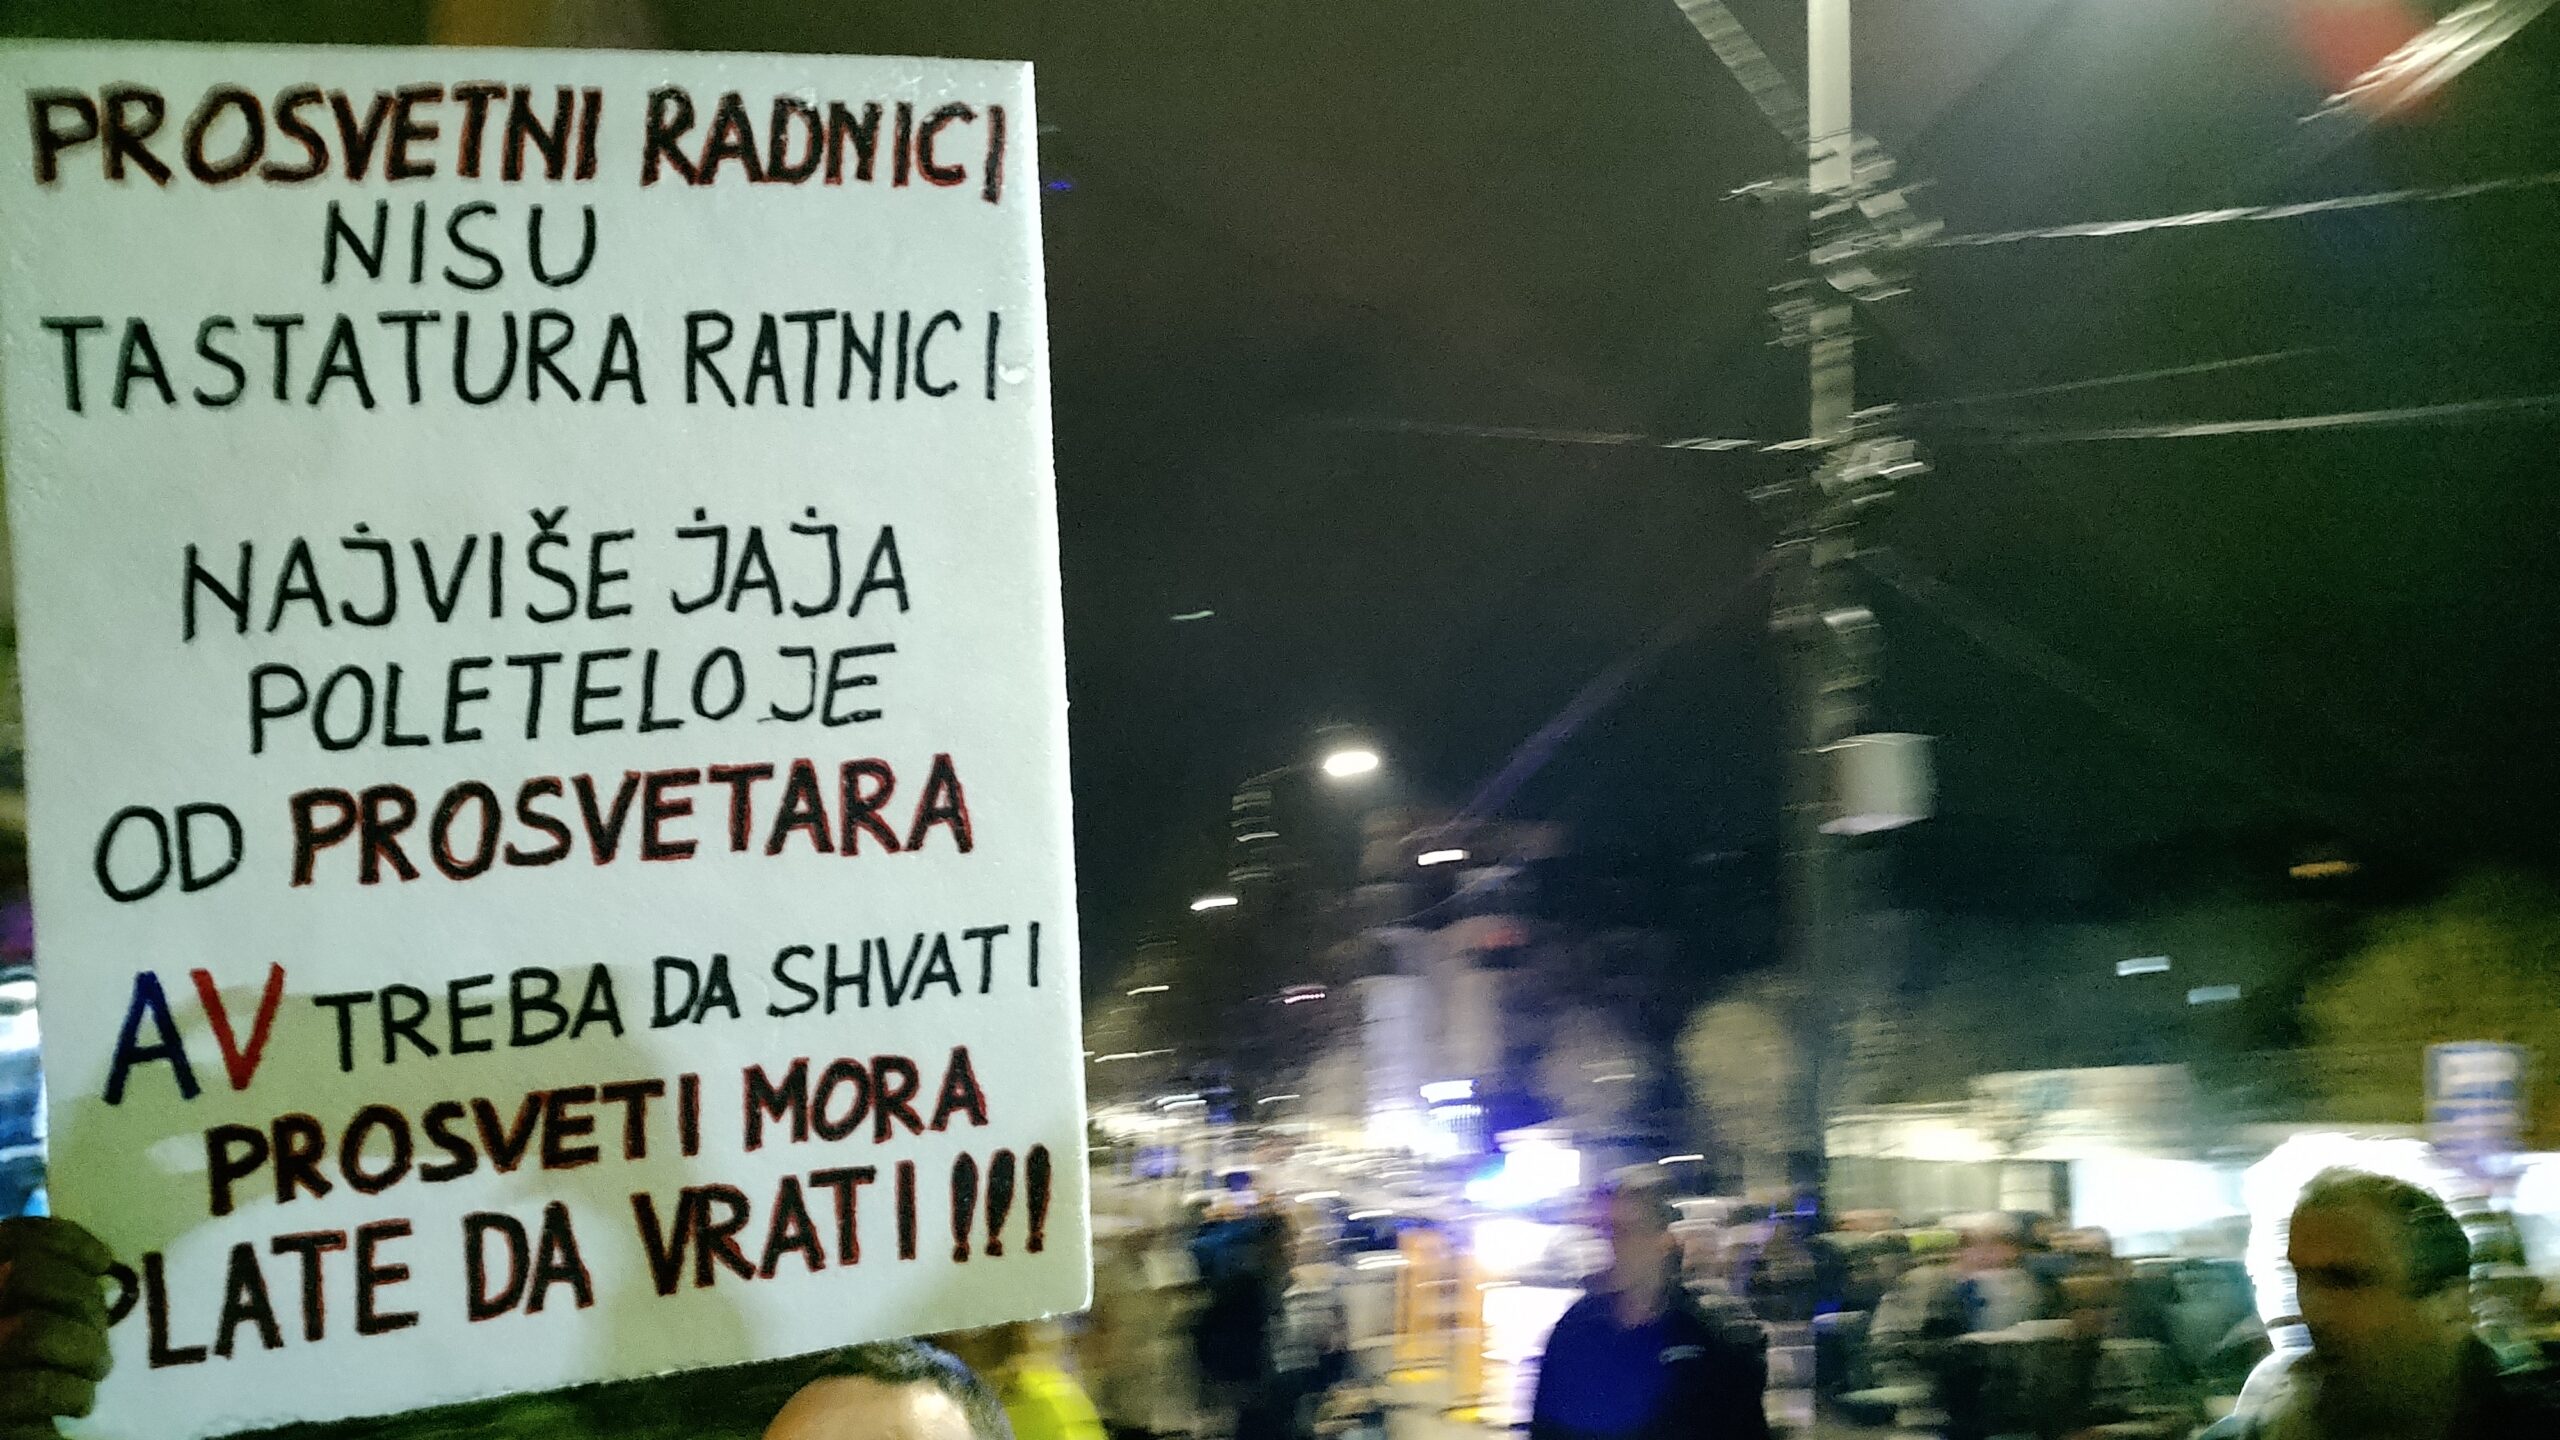 PROSVETNI RADNICI
NISU
TASTATURA RATNICI
NAJVIŠE JAJA
POLETELO JE
OD PROSVETARA
AV TREBA DA SHVATI
PROSVETI MORA
PLATE DA VRATI!!!